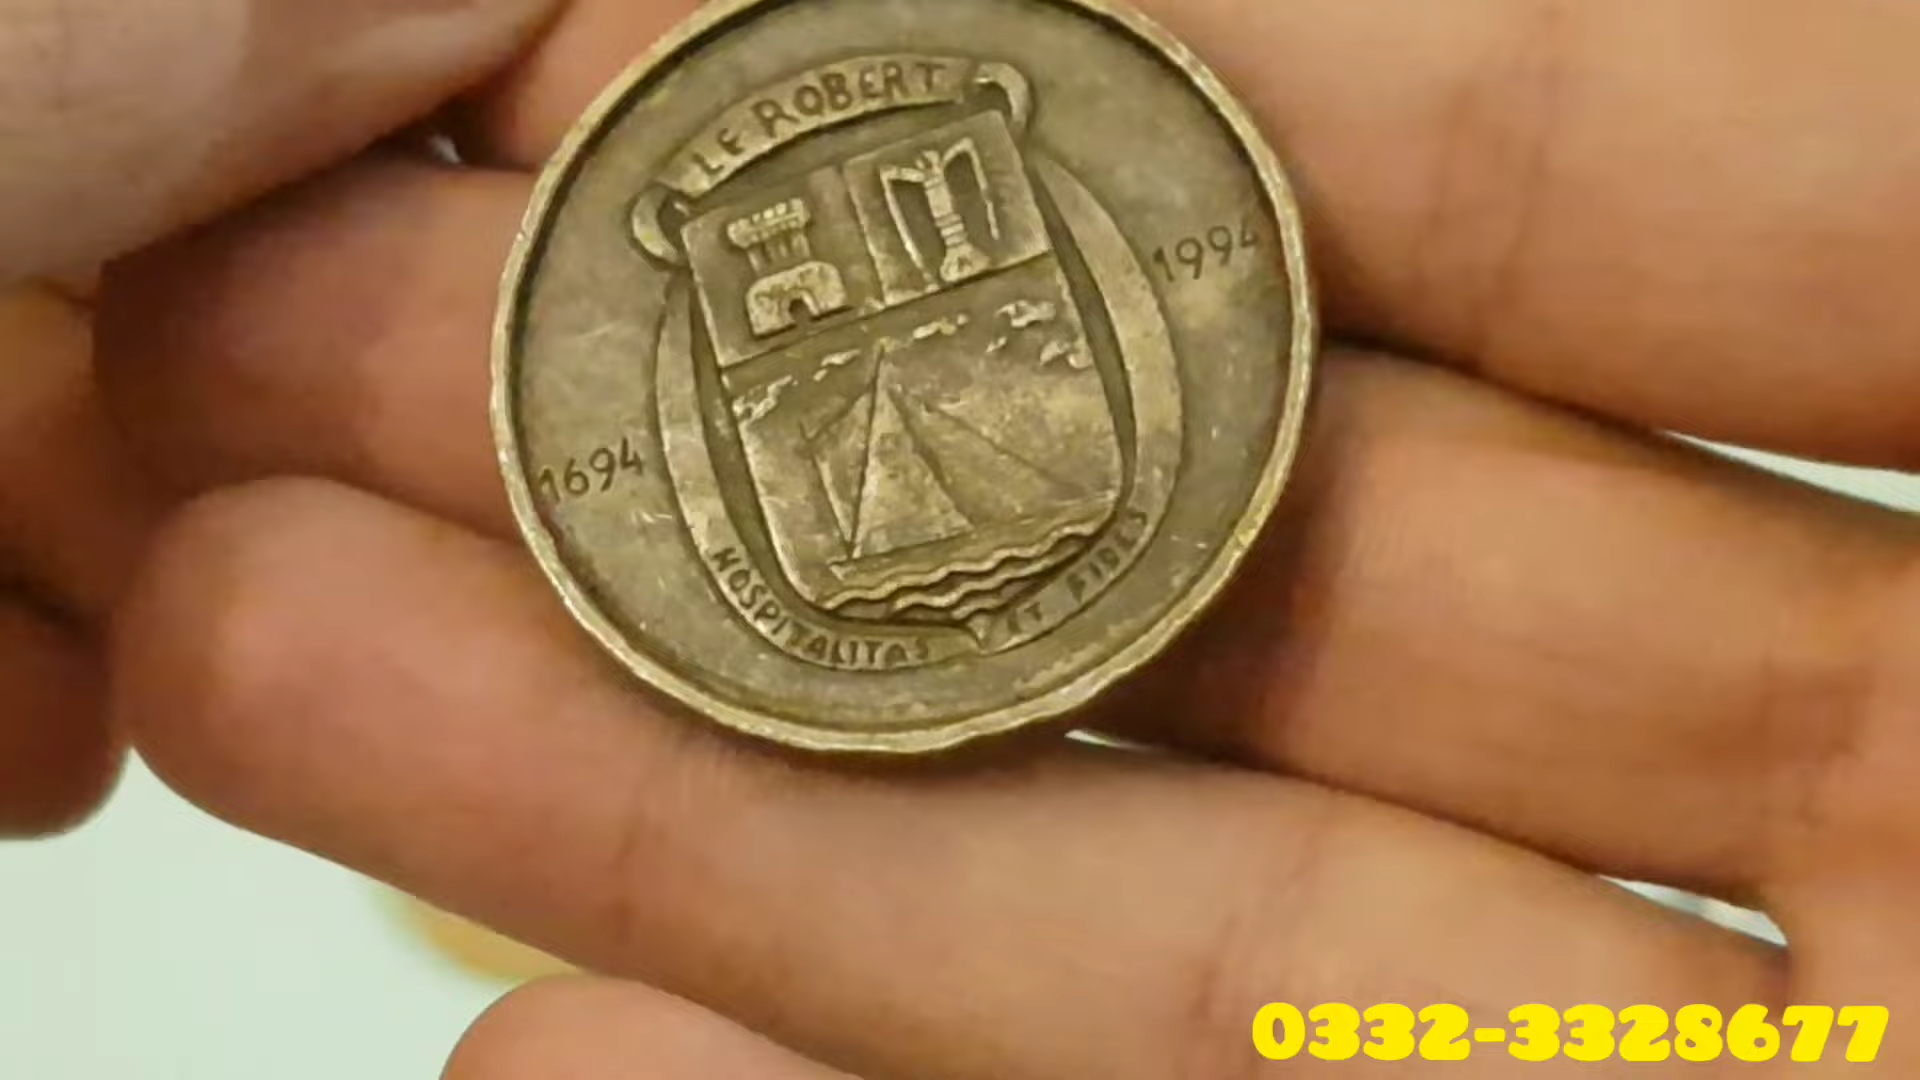 LE ROBERT
1994
1694
HOSPITALITAS ET FIDES
0332-3328677